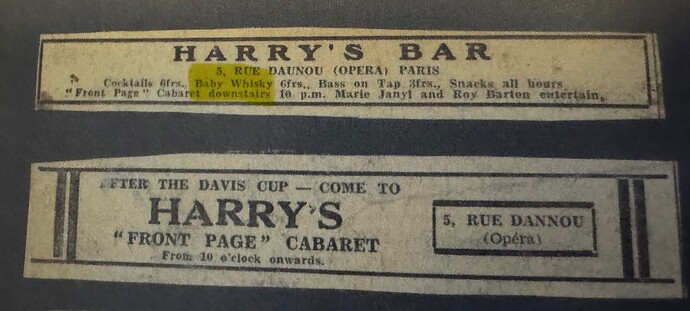 HARRY'S BAR
5, RUE DAUNOU (OPERA) PARIS
Cocktails 6frs., Baby Whisky 6frs., Bass on Tap 3frs., Snacks all hours
"Front Page" Cabaret downstairs 10 p.m. Marie Janyl and Roy Barton entertain,
AFTER THE DAVIS CUP — COME TO
HARRY'S
"FRONT PAGE" CABARET
From 10 o'clock onwards.
5, RUE DANNOU
(Opéra)